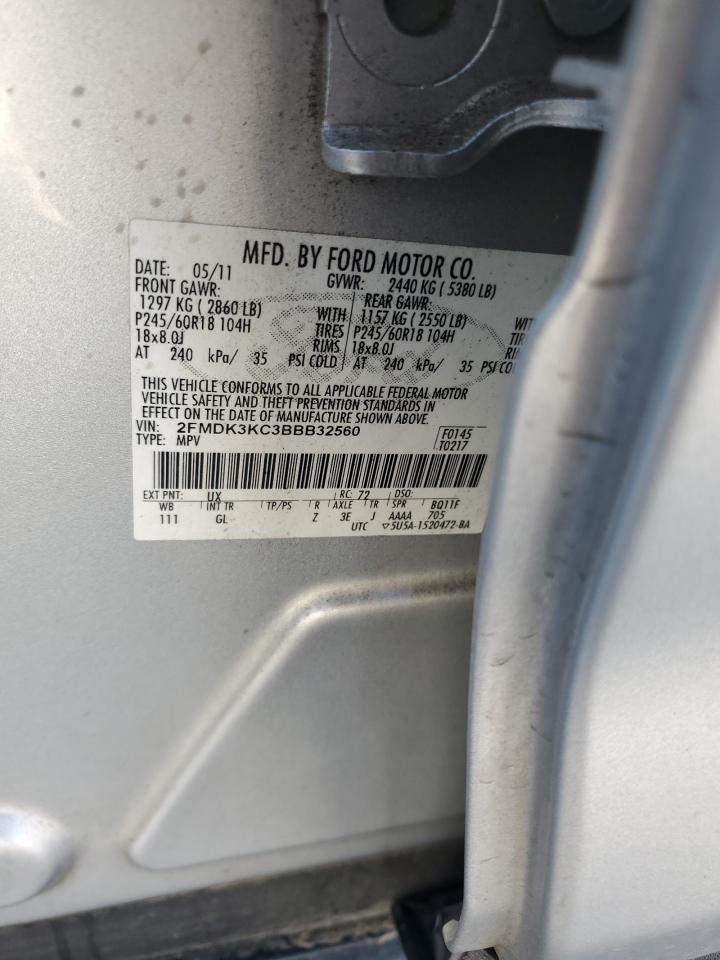 MFD. BY FORD MOTOR CO.
DATE: 05/11 GVWR: 2440 KG ( 5380 LB)
FRONT GAWR: REAR GAWR:
1297 KG ( 2860 LB) WITH 1157 KG ( 2550 LB) WITH
P245/60R18 104H TIRES P245/60R18 104H
18x8.0J RIMS 18x8.0J RIMS
AT 240 kPa/ 35 PSI COLD AT 240 kPa/ 35 PSI COLD
THIS VEHICLE CONFORMS TO ALL APPLICABLE FEDERAL MOTOR
VEHICLE SAFETY AND THEFT PREVENTION STANDARDS IN
EFFECT ON THE DATE OF MANUFACTURE SHOWN ABOVE.
VIN: 2FMDK3KC3BBB32560 F0145
TYPE: MPV T0217
EXT PNT: UX RC: 72 DSO:
WB INT TR TP/PS R AXLE TR SPR BQ11F
111 GL Z 3E J AAAA 705
UTC ▽5U5A-1520472-BA